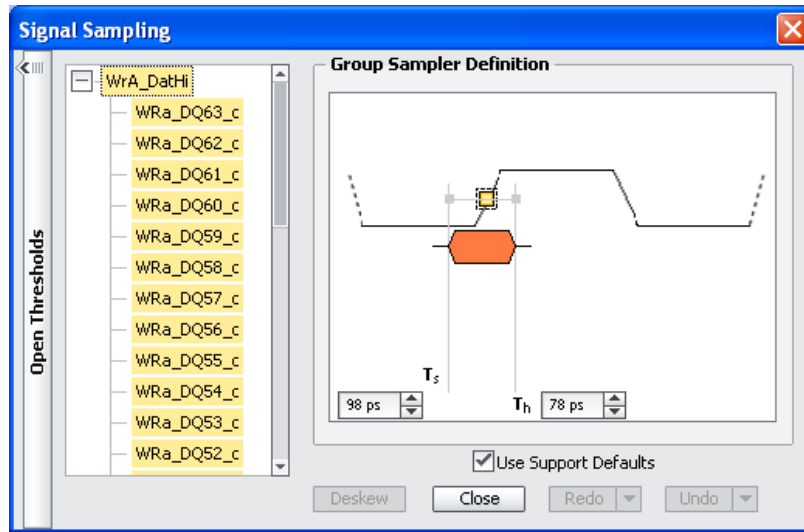 Signal Sampling
Open Thresholds
WrA_DatHi
WRa_DQ63_c
WRa_DQ62_c
WRa_DQ61_c
WRa_DQ60_c
WRa_DQ59_c
WRa_DQ58_c
WRa_DQ57_c
WRa_DQ56_c
WRa_DQ55_c
WRa_DQ54_c
WRa_DQ53_c
WRa_DQ52_c
Group Sampler Definition
Ts
98 ps
Th 78 ps
Use Support Defaults
Deskew Close Redo Undo